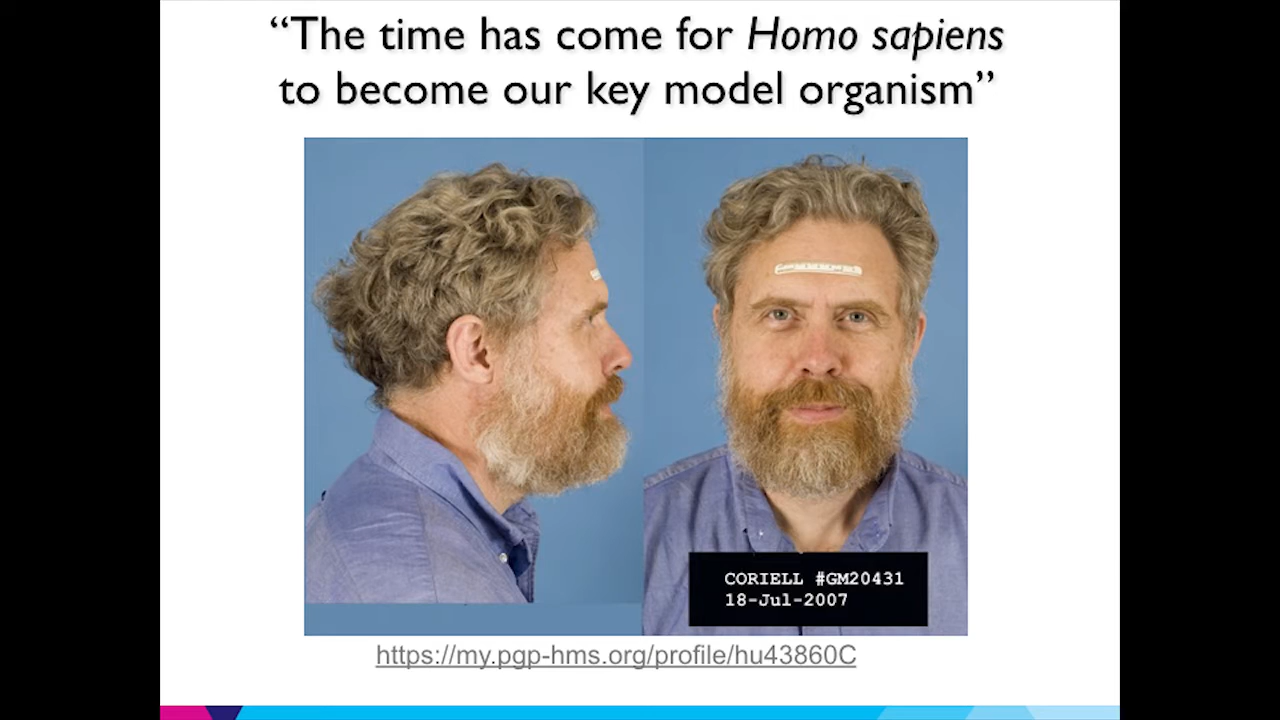 “The time has come for Homo sapiens
to become our key model organism”
CORIELL #GM20431
18-Jul-2007
https://my.pgp-hms.org/profile/hu43860C